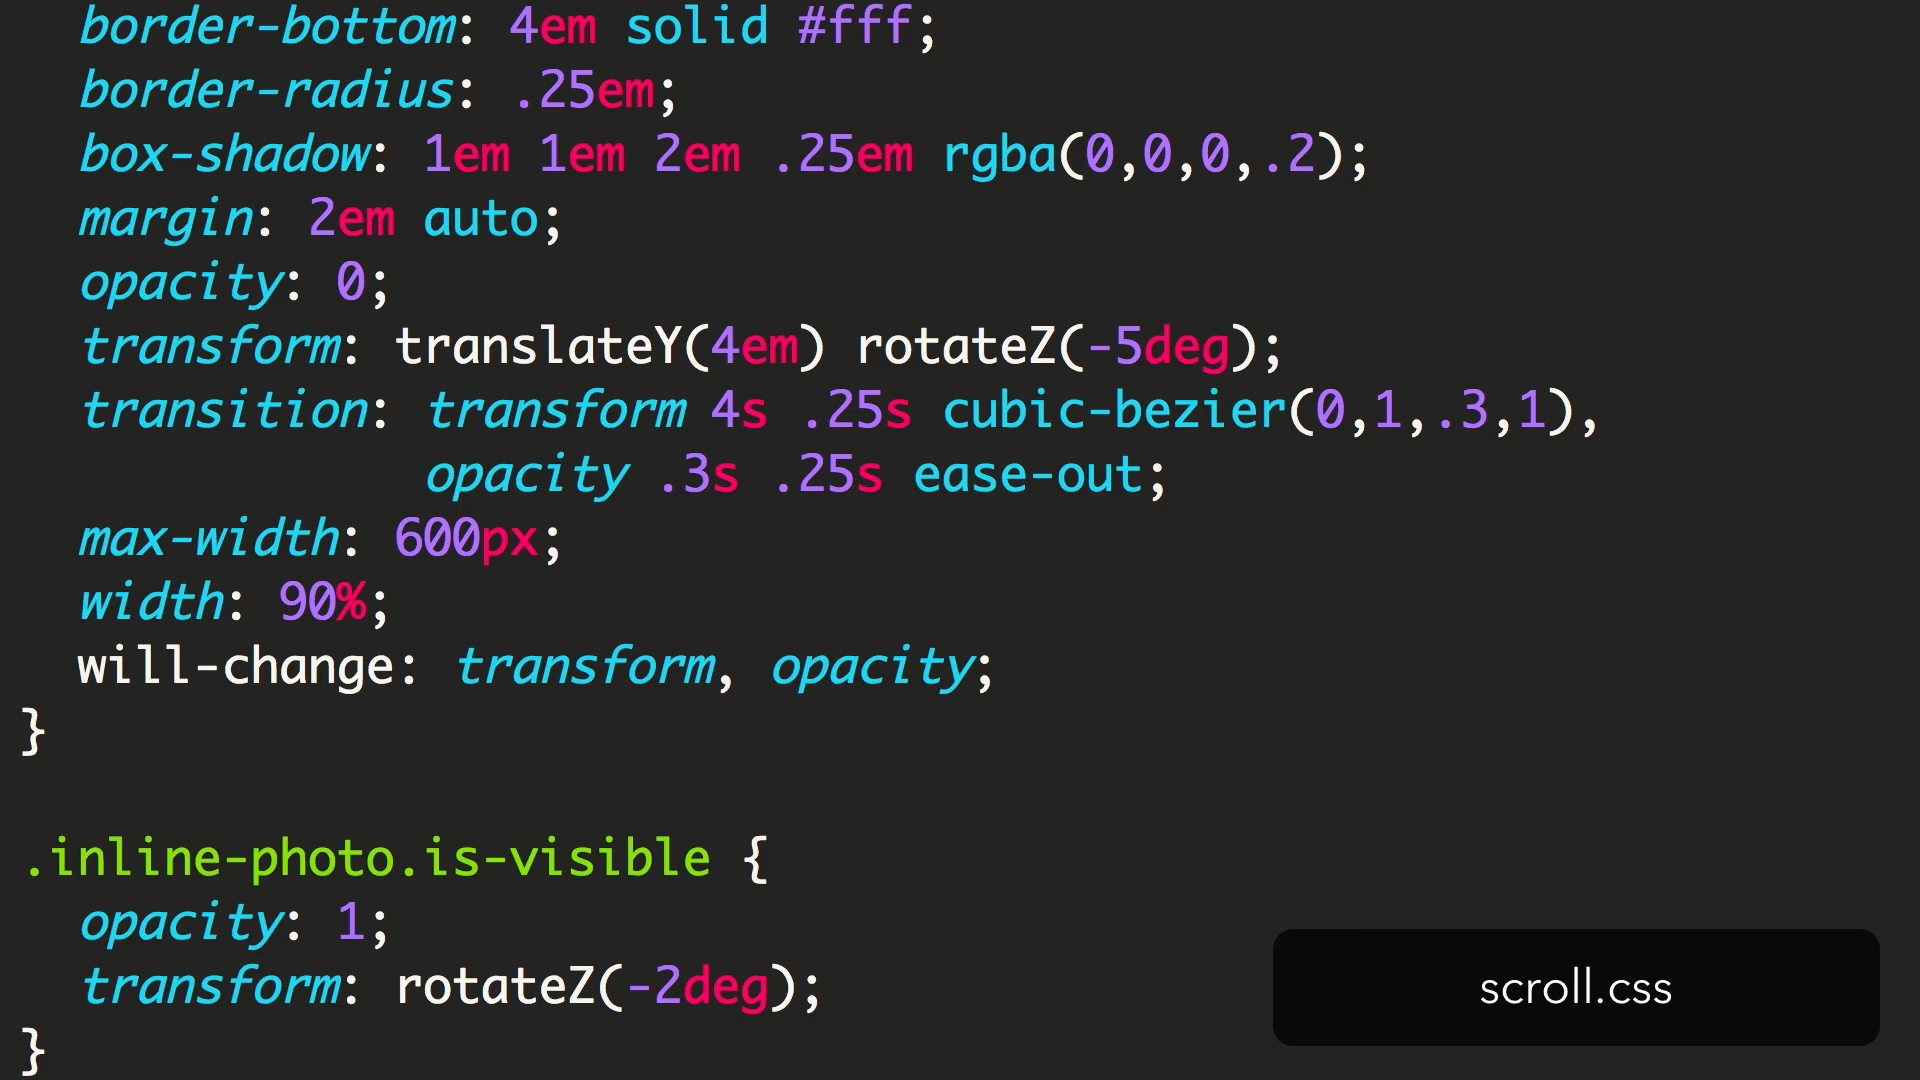 border-bottom: 4em solid #fff;
border-radius: .25em;
box-shadow: 1em 1em 2em .25em rgba(0,0,0,.2);
margin: 2em auto;
opacity: 0;
transform: translateY(4em) rotateZ(-5deg);
transition: transform 4s .25s cubic-bezier(0,1,.3,1),
opacity .3s .25s ease-out;
max-width: 600px;
width: 90%;
will-change: transform, opacity;
}
.inline-photo.is-visible {
opacity: 1;
transform: rotateZ(-2deg);
}
scroll.css